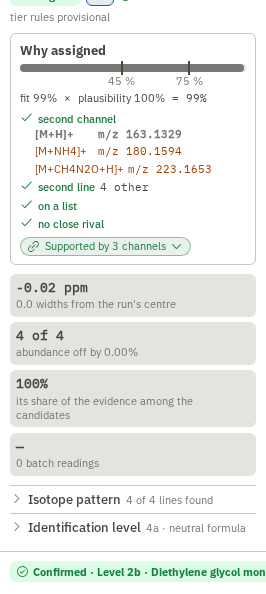 tier rules provisional
Why assigned
45 % 75 %
fit 99% × plausibility 100% = 99%
second channel
[M+H]+ m/z 163.1329
[M+NH4]+ m/z 180.1594
[M+CH4N2O+H]+ m/z 223.1653
second line 4 other
on a list
no close rival
Supported by 3 channels
-0.02 ppm
0.0 widths from the run's centre
4 of 4
abundance off by 0.00%
100%
its share of the evidence among the
candidates
—
0 batch readings
Isotope pattern 4 of 4 lines found
Identification level 4a · neutral formula
Confirmed · Level 2b · Diethylene glycol mon